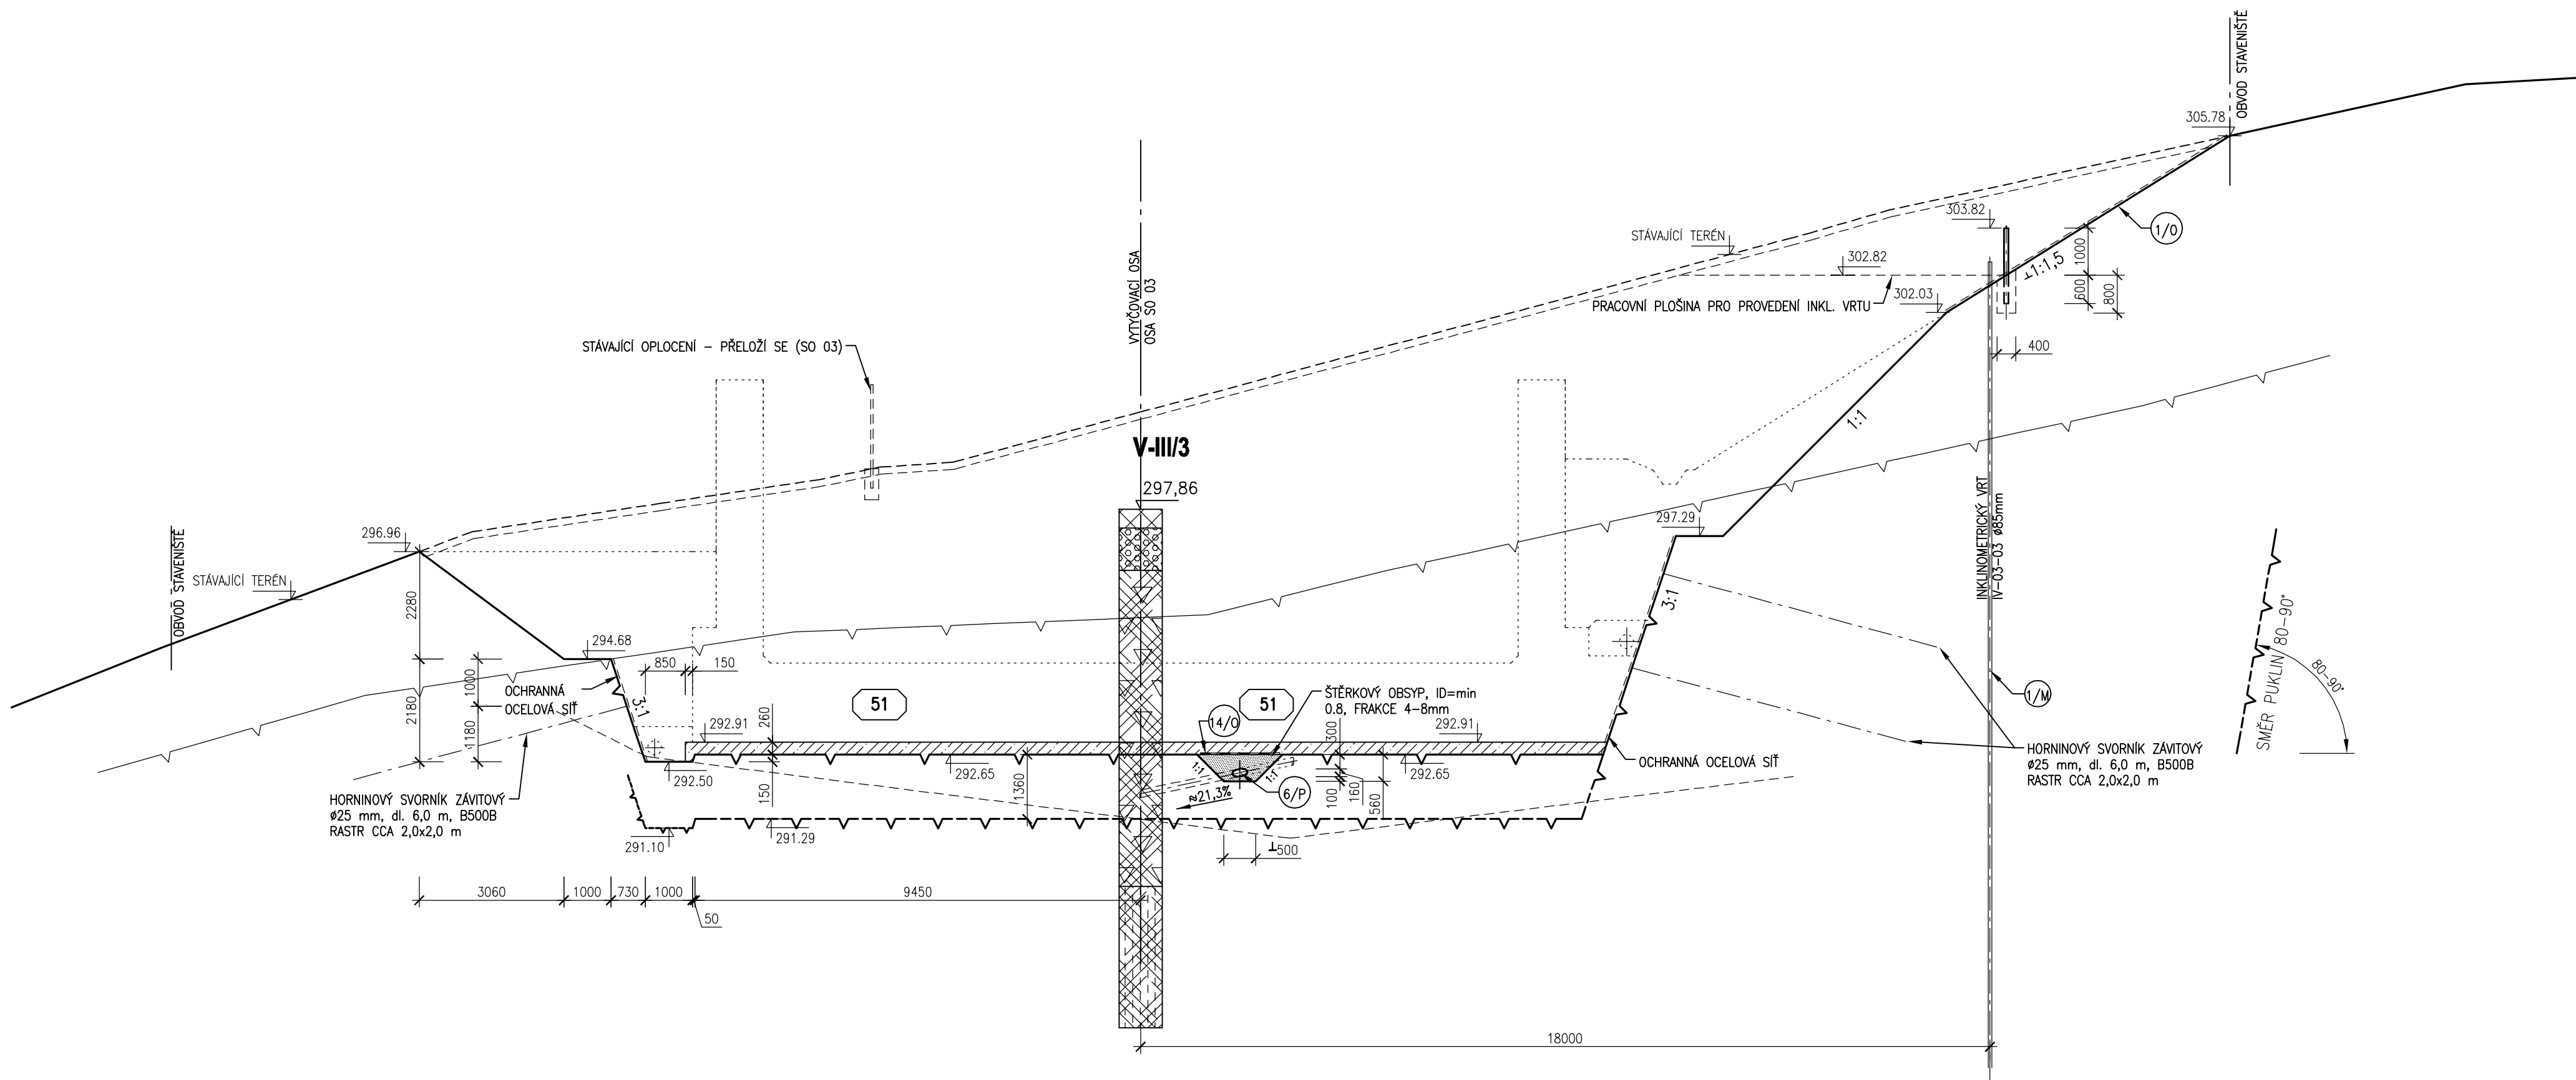 OBVOD STAVENIŠTĚ
305.78
303.82
1/O
STÁVAJÍCÍ TERÉN
302.82
⊥1:1,5
1000
600
800
PRACOVNÍ PLOŠINA PRO PROVEDENÍ INKL. VRTU
302.03
400
VYTYČOVACÍ OSA
OSA SO 03
STÁVAJÍCÍ OPLOCENÍ – PŘELOŽÍ SE (SO 03)
1:1
V-III/3
297,86
INKLINOMETRICKÝ VRT
IV-03-03 ø85mm
297.29
296.96
OBVOD STAVENIŠTĚ
STÁVAJÍCÍ TERÉN
2280
294.68
3:1
SMĚR PUKLIN 80-90°
80-90°
850
150
1000
2180
1180
OCHRANNÁ
OCELOVÁ SÍŤ
3:1
51
51
ŠTĚRKOVÝ OBSYP, ID=min
0.8, FRAKCE 4-8mm
1/M
14/O
292.91
260
300
292.91
HORNINOVÝ SVORNÍK ZÁVITOVÝ
ø25 mm, dl. 6,0 m, B500B
RASTR CCA 2,0x2,0 m
OCHRANNÁ OCELOVÁ SÍŤ
292.50
292.65
1:1
1:1
292.65
150
1360
≈21,3%
6/P
100
160
560
HORNINOVÝ SVORNÍK ZÁVITOVÝ
ø25 mm, dl. 6,0 m, B500B
RASTR CCA 2,0x2,0 m
291.10
291.29
⊥500
3060
1000
730
1000
9450
50
18000